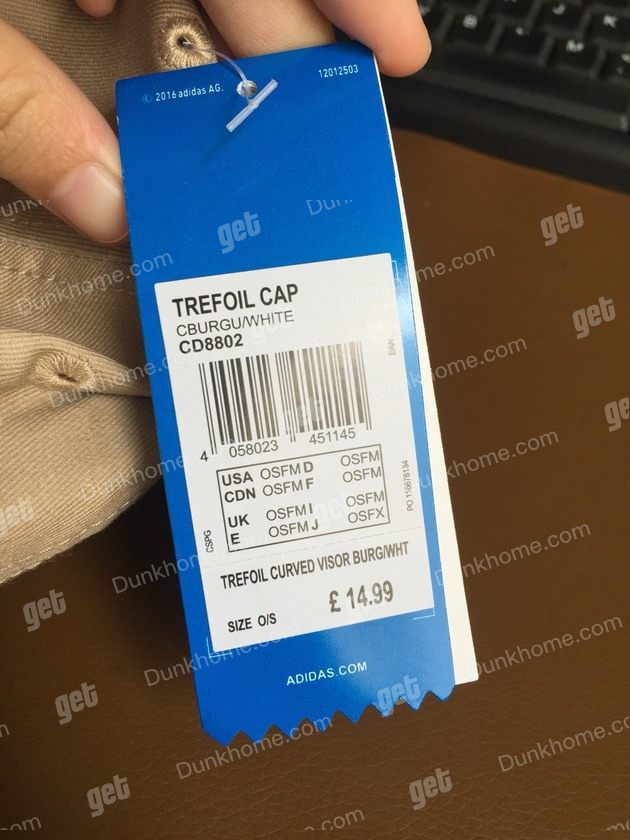 © 2016 adidas AG.
12012503
TREFOIL CAP
CBURGU/WHITE
CD8802
EAN
4 058023 451145
USA OSFM D OSFM
CDN OSFM F OSFM
UK OSFM I OSFM
E OSFM J OSFX
CSPG
PO 118678134
TREFOIL CURVED VISOR BURG/WHT
£ 14.99
SIZE O/S
ADIDAS.COM
get
Dunkhome.com